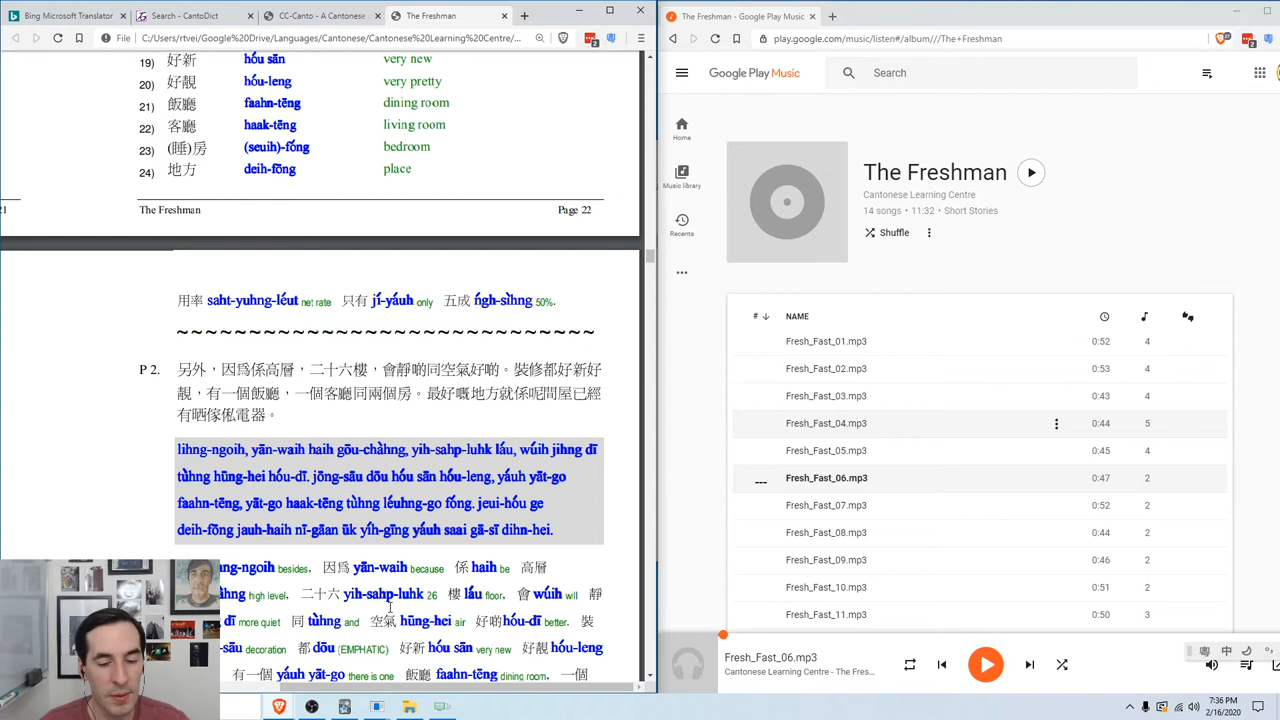 Bing Microsoft Translator
Search - CantoDict
CC-Canto - A Cantonese
The Freshman
File
C:/Users/rtvei/Google%20Drive/Languages/Cantonese/Cantonese%20Learning%20Centre/...
19) 好新 hóu sān very new
20) 好靚 hóu-leng very pretty
21) 飯廳 faahn-tēng dining room
22) 客廳 haak-tēng living room
23) (睡)房 (seuih)-fóng bedroom
24) 地方 deih-fōng place
21
The Freshman
Page 22
用率 saht-yuhng-léut net rate 只有 jí-yáuh only 五成 ńgh-sìhng 50%.
~~~~~~~~~~~~~~~~~~~~~~~~~~~~~
P 2. 另外，因爲係高層，二十六樓，會靜啲同空氣好啲。裝修都好新好
靚，有一個飯廳，一個客廳同兩個房。最好嘅地方就係呢間屋已經
有晒傢俬電器。
lihng-ngoih, yān-waih haih gōu-chàhng, yih-sahp-luhk láu, wúih jihng dī
tùhng hūng-hei hóu-dī. jōng-sāu dōu hóu sān hóu-leng, yáuh yāt-go
faahn-tēng, yāt-go haak-tēng tùhng léuhng-go fóng. jeui-hóu ge
deih-fōng jauh-haih nī-gāan ūk yíh-gīng yáuh saai gā-sī dihn-hei.
ng-ngoih besides, 因爲 yān-waih because 係 haih be 高層
àhng high level, 二十六 yih-sahp-luhk 26 樓 láu floor, 會 wúih will 靜
dī more quiet 同 tùhng and 空氣 hūng-hei air 好啲 hóu-dī better. 裝
-sāu decoration 都 dōu (EMPHATIC) 好新 hóu sān very new 好靚 hóu-leng
有一個 yáuh yāt-go there is one 飯廳 faahn-tēng dining room, 一個
The Freshman - Google Play Music
play.google.com/music/listen#/album///The+Freshman
Google Play Music
Search
Home
Music library
Recents
The Freshman
Cantonese Learning Centre
14 songs • 11:32 • Short Stories
Shuffle
# NAME
Fresh_Fast_01.mp3 0:52 4
Fresh_Fast_02.mp3 0:53 4
Fresh_Fast_03.mp3 0:43 4
Fresh_Fast_04.mp3 0:44 5
Fresh_Fast_05.mp3 0:45 4
Fresh_Fast_06.mp3 0:47 2
Fresh_Fast_07.mp3 0:52 2
Fresh_Fast_08.mp3 0:44 2
Fresh_Fast_09.mp3 0:46 2
Fresh_Fast_10.mp3 0:51 2
Fresh_Fast_11.mp3 0:50 3
Fresh_Fast_06.mp3
Cantonese Learning Centre - The Fres...
中
7:36 PM
2/16/2020